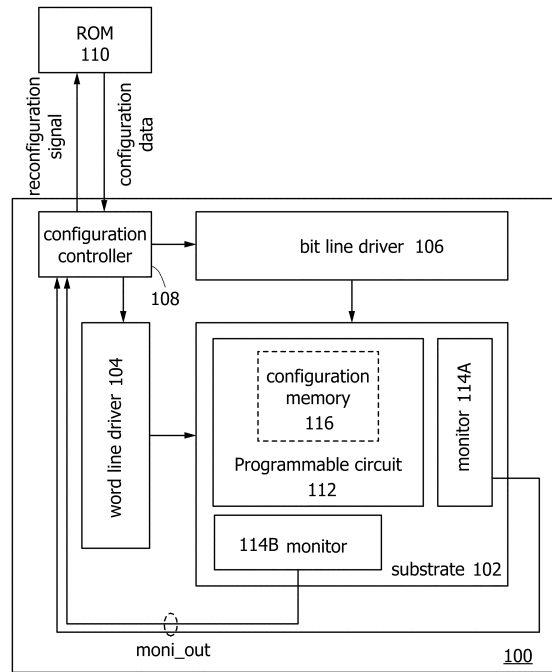 ROM
110
reconfiguration
signal
configuration
data
configuration
controller
108
bit line driver 106
word line driver 104
configuration
memory
116
Programmable circuit
112
monitor 114A
114B monitor
substrate 102
moni_out
100